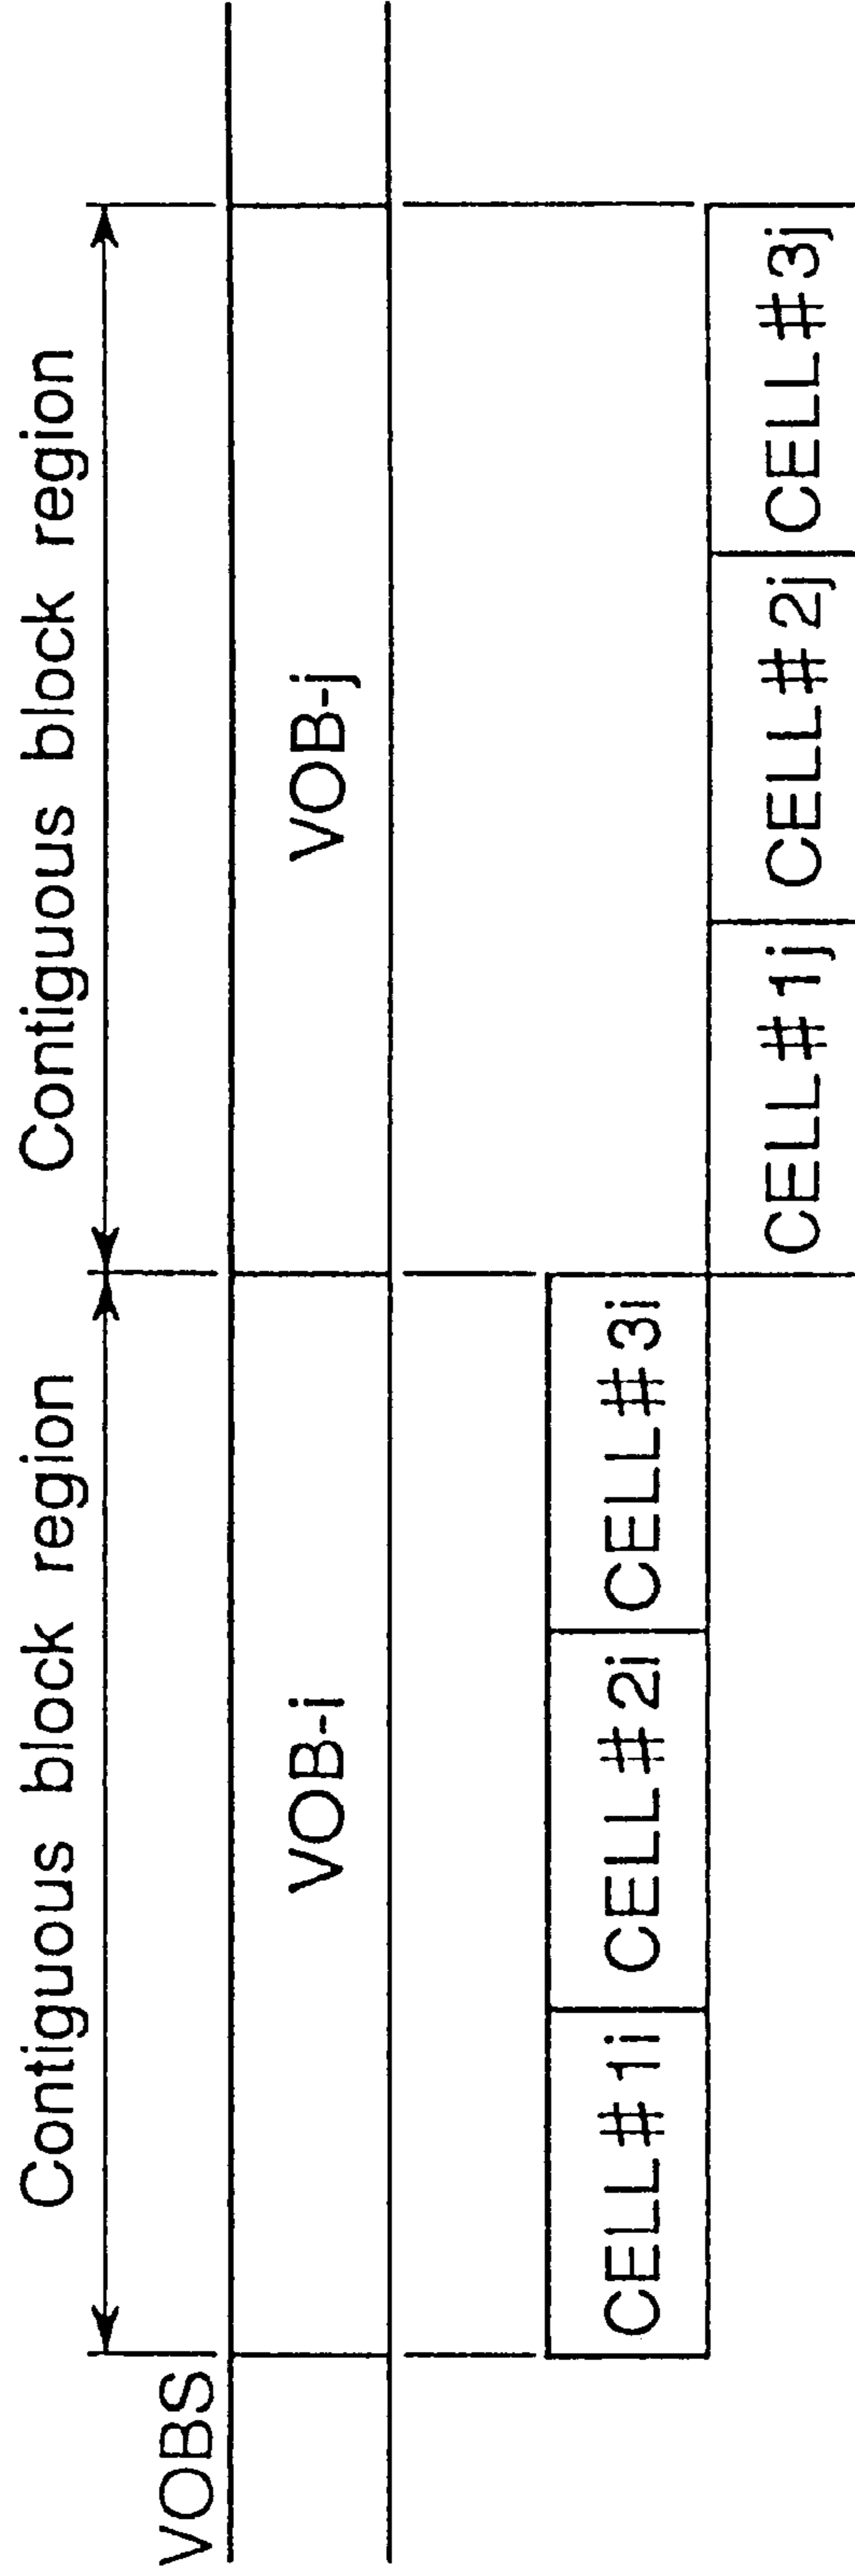 Contiguous block region Contiguous block region
VOBS
VOB-i VOB-j
CELL#1i CELL#2i CELL#3i
CELL#1j CELL#2j CELL#3j